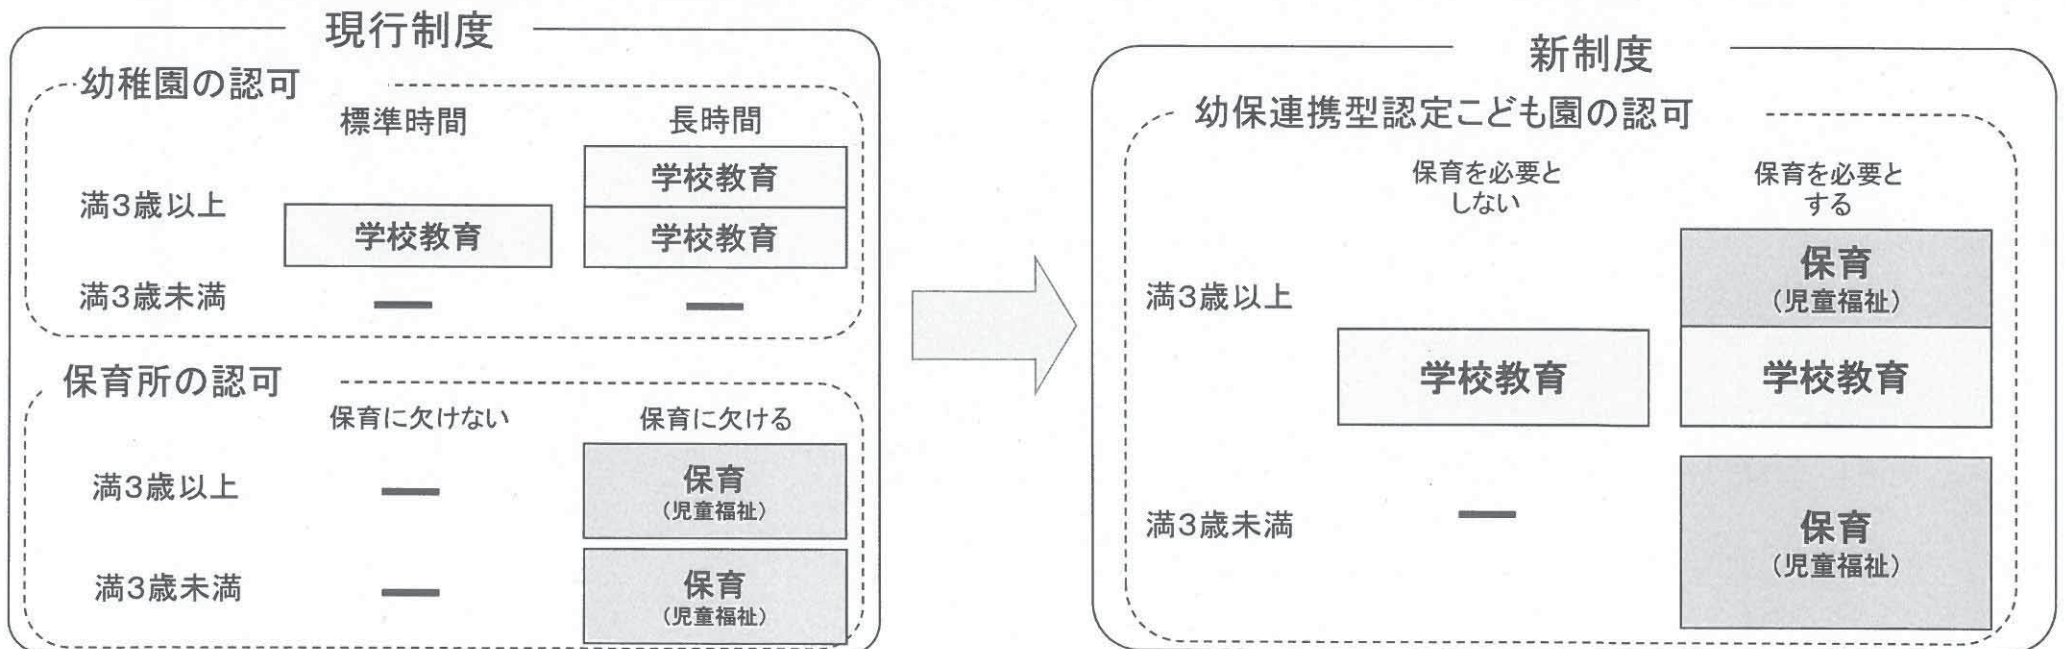 現行制度
幼稚園の認可
標準時間 長時間
学校教育
満3歳以上
学校教育 学校教育
満3歳未満 ー ー
保育所の認可
保育に欠けない 保育に欠ける
満3歳以上 ー 保育
(児童福祉)
満3歳未満 ー 保育
(児童福祉)
新制度
幼保連携型認定こども園の認可
保育を必要と
しない
保育を必要と
する
保育
(児童福祉)
満3歳以上
学校教育 学校教育
満3歳未満 ー 保育
(児童福祉)